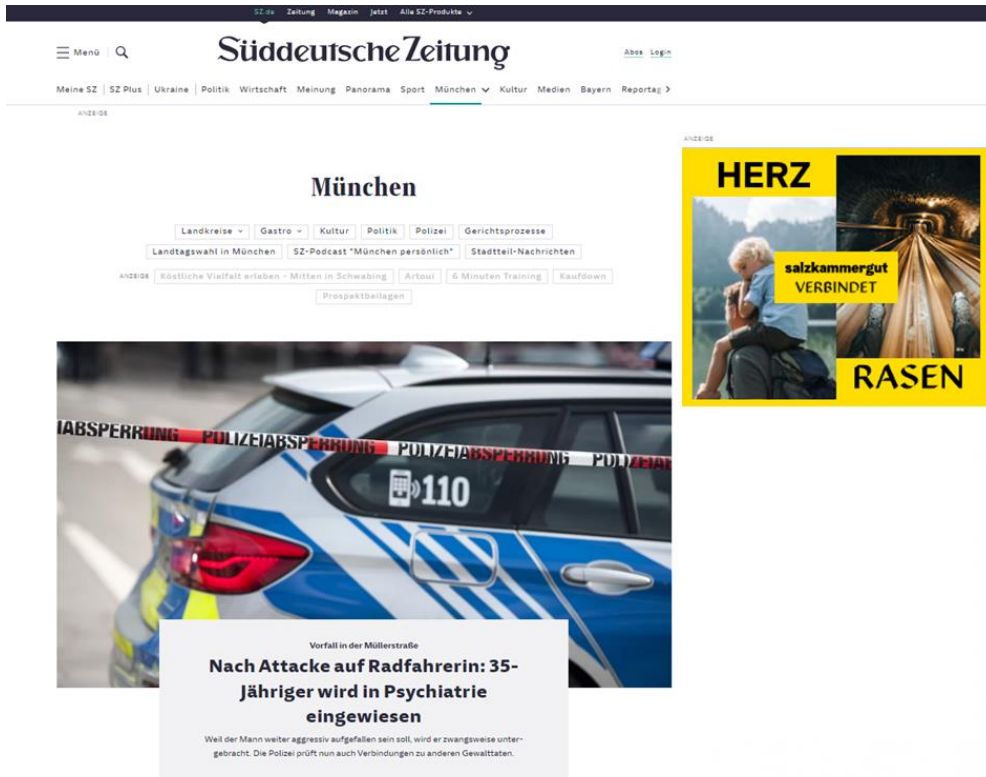 SZ.de Zeitung Magazin Jetzt Alle SZ-Produkte
Menü
Süddeutsche Zeitung
Abos Login
Meine SZ SZ Plus Ukraine Politik Wirtschaft Meinung Panorama Sport München Kultur Medien Bayern Reportag
ANZEIGE
ANZEIGE
München
Landkreise Gastro Kultur Politik Polizei Gerichtsprozesse
Landtagswahl in München SZ-Podcast "München persönlich" Stadtteil-Nachrichten
ANZEIGE Köstliche Vielfalt erleben - Mitten in Schwabing Artoui 6 Minuten Training Kaufdown
Prospektbeilagen
HERZ
salzkammergut
VERBINDET
RASEN
IABSPERRUNG POLIZEIABSPERRUNG POLIZEIABSPERRUNG POLIZEIAB
110
Vorfall in der Müllerstraße
Nach Attacke auf Radfahrerin: 35-
Jähriger wird in Psychiatrie
eingewiesen
Weil der Mann weiter aggressiv aufgefallen sein soll, wird er zwangsweise unter-
gebracht. Die Polizei prüft nun auch Verbindungen zu anderen Gewalttaten.